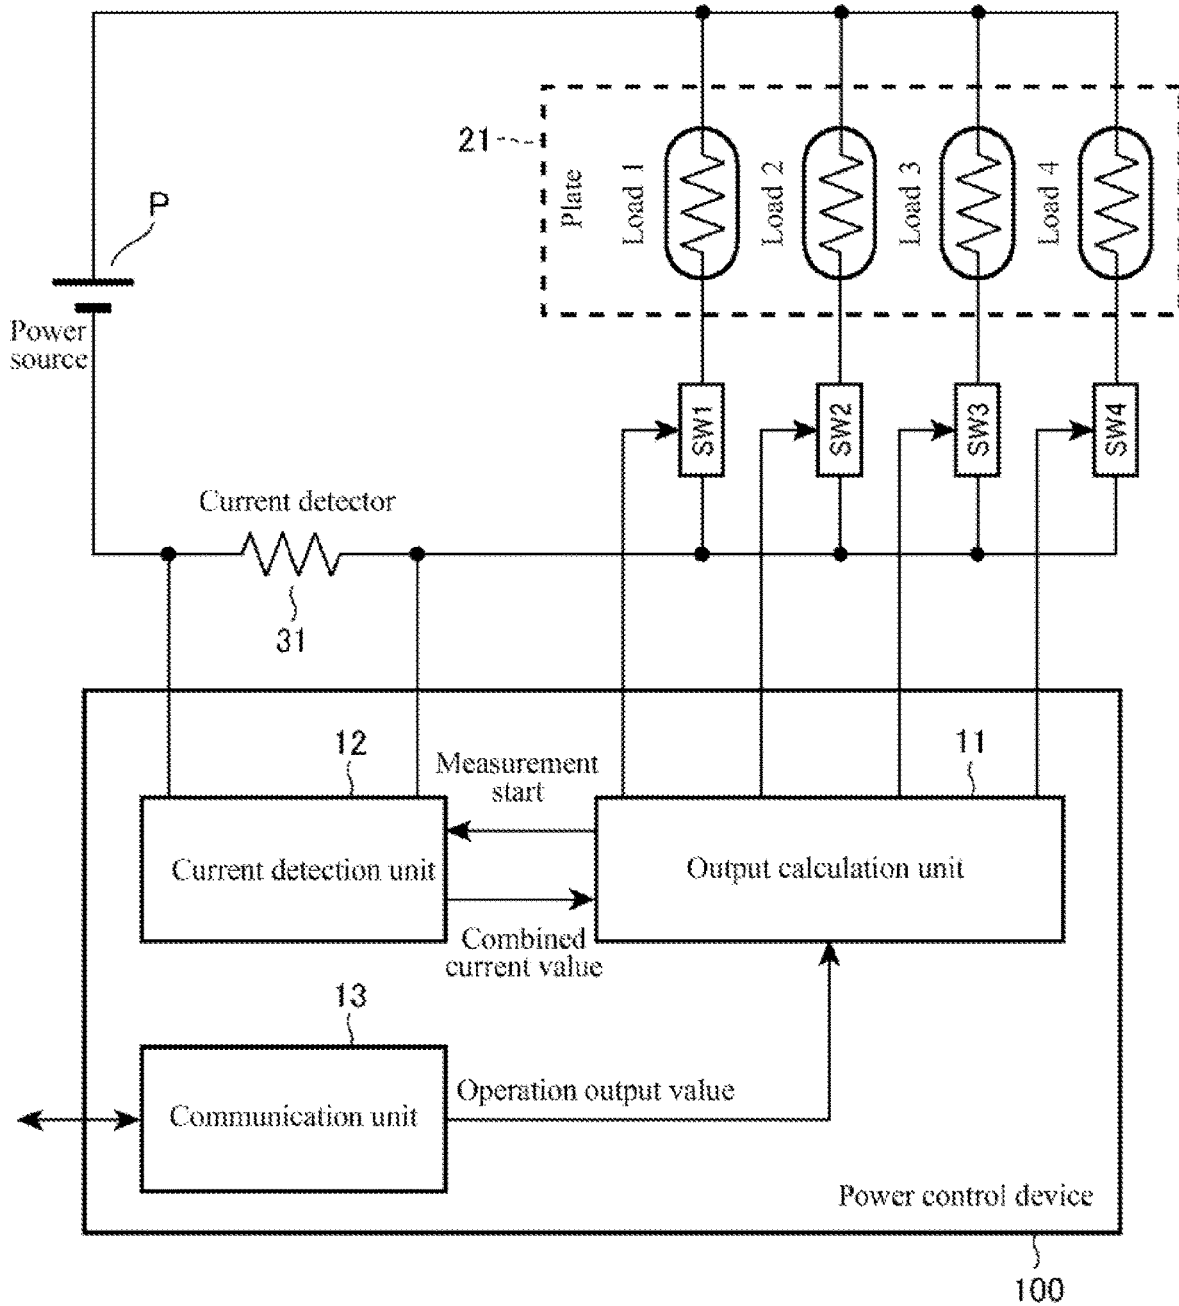 21
Plate
Load 1
Load 2
Load 3
Load 4
P
Power
source
SW1
SW2
SW3
SW4
Current detector
31
12
11
Measurement
start
Current detection unit
Output calculation unit
Combined
current value
13
Operation output value
Communication unit
Power control device
100